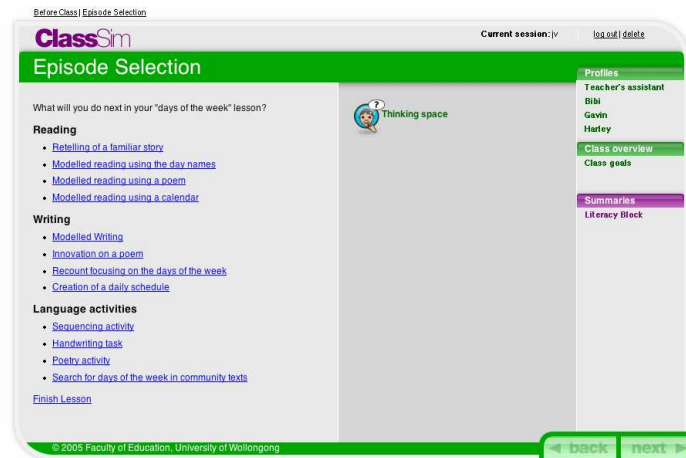 Before Class | Episode Selection
ClassSim
Current session: jv
log out | delete
Episode Selection
What will you do next in your "days of the week" lesson?
Reading
Retelling of a familiar story
Modelled reading using the day names
Modelled reading using a poem
Modelled reading using a calendar
Writing
Modelled Writing
Innovation on a poem
Recount focusing on the days of the week
Creation of a daily schedule
Language activities
Sequencing activity
Handwriting task
Poetry activity
Search for days of the week in community texts
Finish Lesson
?
Thinking space
Profiles
Teacher's assistant
Bibi
Gavin
Harley
Class overview
Class goals
Summaries
Literacy Block
© 2005 Faculty of Education, University of Wollongong
back
next